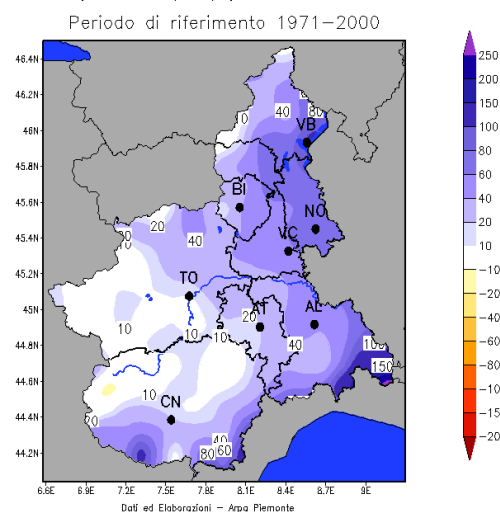 Periodo di riferimento 1971-2000
46.4N
46.2N
46N
45.8N
45.6N
45.4N
45.2N
45N
44.8N
44.6N
44.4N
44.2N
6.6E 6.9E 7.2E 7.5E 7.8E 8.1E 8.4E 8.7E 9E
VB
BI
NO
VC
TO
AT
AL
CN
40
80
20
40
20
10
10
10
40
10
20
40
80
60
150
250
200
150
100
80
60
40
20
10
-10
-20
-40
-60
-80
-10
-15
-20
Dati ed Elaborazioni - Arpa Piemonte